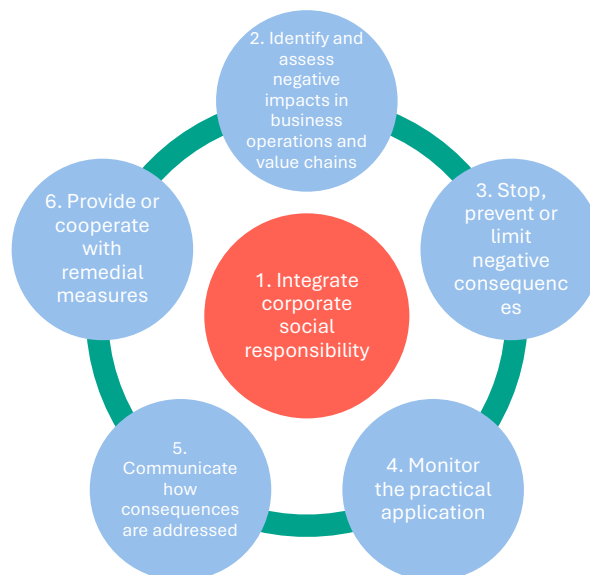 1. Integrate
corporate
social
responsibility
2. Identify and
assess
negative
impacts in
business
operations and
value chains
3. Stop,
prevent or
limit
negative
consequenc
es
4. Monitor
the practical
application
5.
Communicate
how
consequences
are addressed
6. Provide or
cooperate
with
remedial
measures